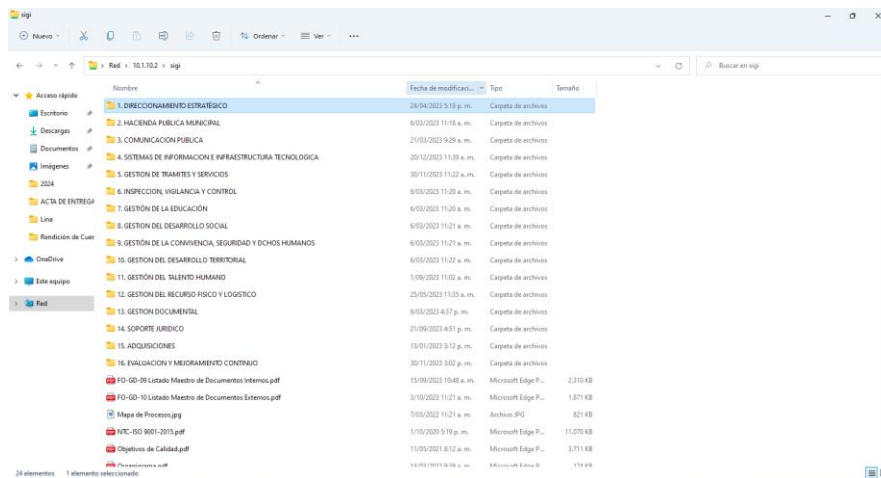 sigi
Nuevo
Ordenar
Ver
Red > 10.1.10.2 > sigi
Buscar en sigi
Nombre Fecha de modificaci... Tipo Tamaño
Acceso rápido
Escritorio
Descargas
Documentos
Imágenes
2024
ACTA DE ENTREGA
Lina
Rendición de Cuer
OneDrive
Este equipo
Red
1. DIRECCIONAMIENTO ESTRATÉGICO 24/04/2023 5:19 p. m. Carpeta de archivos
2. HACIENDA PUBLICA MUNICIPAL 6/03/2023 11:18 a. m. Carpeta de archivos
3. COMUNICACION PUBLICA 21/03/2023 9:29 a. m. Carpeta de archivos
4. SISTEMAS DE INFORMACION E INFRAESTRUCTURA TECNOLOGICA 20/12/2023 11:39 a. m. Carpeta de archivos
5. GESTION DE TRAMITES Y SERVICIOS 30/11/2023 11:22 a. m. Carpeta de archivos
6. INSPECCION, VIGILANCIA Y CONTROL 6/03/2023 11:20 a. m. Carpeta de archivos
7. GESTIÓN DE LA EDUCACIÓN 6/03/2023 11:20 a. m. Carpeta de archivos
8. GESTION DEL DESARROLLO SOCIAL 6/03/2023 11:21 a. m. Carpeta de archivos
9. GESTIÓN DE LA CONVIVENCIA, SEGURIDAD Y DCHOS HUMANOS 6/03/2023 11:21 a. m. Carpeta de archivos
10. GESTION DEL DESARROLLO TERRITORIAL 6/03/2023 11:22 a. m. Carpeta de archivos
11. GESTIÓN DEL TALENTO HUMANO 1/09/2023 11:02 a. m. Carpeta de archivos
12. GESTION DEL RECURSO FISICO Y LOGISTICO 25/05/2023 11:35 a. m. Carpeta de archivos
13. GESTION DOCUMENTAL 6/03/2023 4:37 p. m. Carpeta de archivos
14. SOPORTE JURIDICO 21/09/2023 4:51 p. m. Carpeta de archivos
15. ADQUISICIONES 13/01/2023 3:12 p. m. Carpeta de archivos
16. EVALUACION Y MEJORAMIENTO CONTINUO 30/11/2023 3:02 p. m. Carpeta de archivos
FO-GD-09 Listado Maestro de Documentos Internos.pdf 15/09/2023 10:48 a. m. Microsoft Edge P... 2.310 KB
FO-GD-10 Listado Maestro de Documentos Externos.pdf 3/10/2023 11:21 a. m. Microsoft Edge P... 1.871 KB
Mapa de Procesos.jpg 7/03/2022 11:21 a. m. Archivo JPG 821 KB
NTC-ISO 9001-2015.pdf 1/10/2020 5:19 p. m. Microsoft Edge P... 11.070 KB
Objetivos de Calidad.pdf 11/05/2021 8:12 a. m. Microsoft Edge P... 3.711 KB
Organigrama.pdf Microsoft Edge P...
24 elementos 1 elemento seleccionado